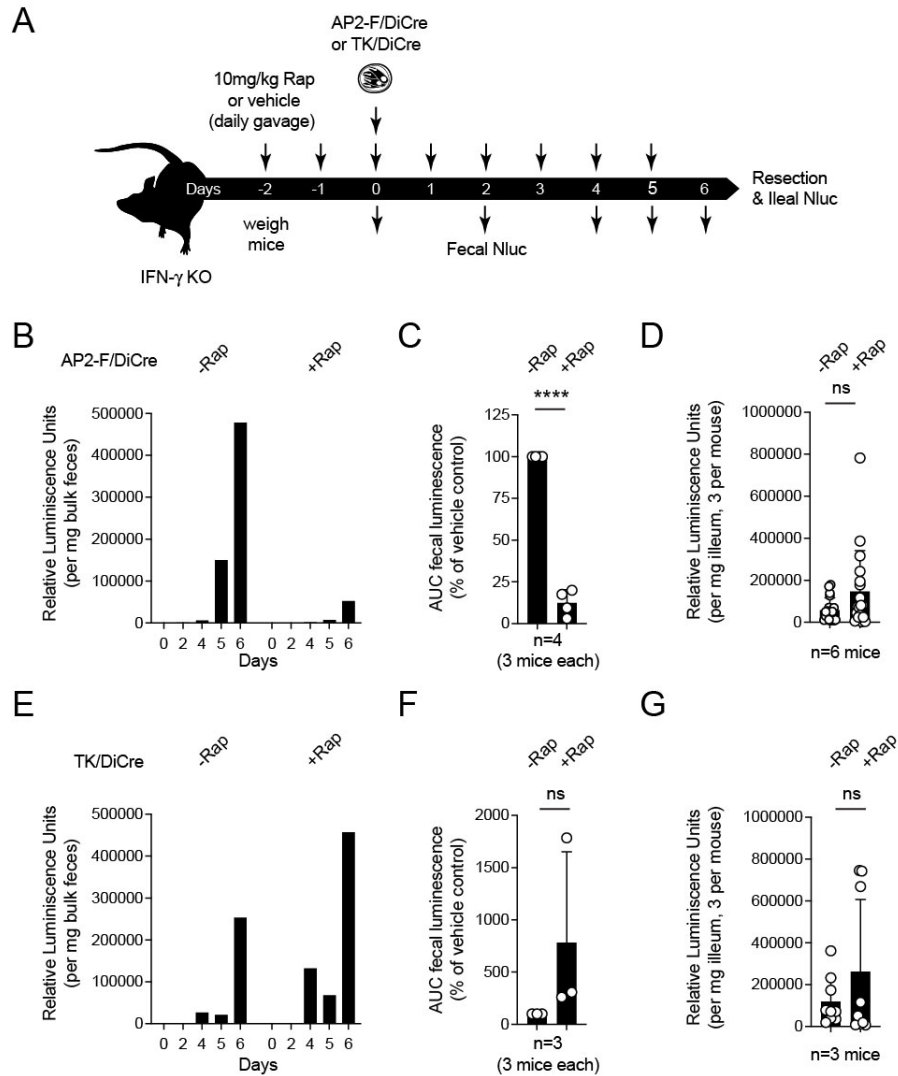 A
AP2-F/DiCre
or TK/DiCre
10mg/kg Rap
or vehicle
(daily gavage)
Days -2 -1 0 1 2 3 4 5 6
Resection
& Ileal Nluc
weigh
mice
Fecal Nluc
IFN-γ KO
B
AP2-F/DiCre
-Rap +Rap
Relative Luminiscence Units
(per mg bulk feces)
500000
400000
300000
200000
100000
0
0 2 4 5 6 0 2 4 5 6
Days
C
-Rap +Rap
****
AUC fecal luminescence
(% of vehicle control)
125
100
75
50
25
0
n=4
(3 mice each)
D
-Rap +Rap
ns
Relative Luminiscence Units
(per mg illeum, 3 per mouse)
1000000
800000
600000
400000
200000
0
n=6 mice
E
TK/DiCre
-Rap +Rap
Relative Luminiscence Units
(per mg bulk feces)
500000
400000
300000
200000
100000
0
0 2 4 5 6 0 2 4 5 6
Days
F
-Rap +Rap
ns
AUC fecal luminescence
(% of vehicle control)
2000
1500
1000
500
0
n=3
(3 mice each)
G
-Rap +Rap
ns
Relative Luminiscence Units
(per mg illeum, 3 per mouse)
1000000
800000
600000
400000
200000
0
n=3 mice